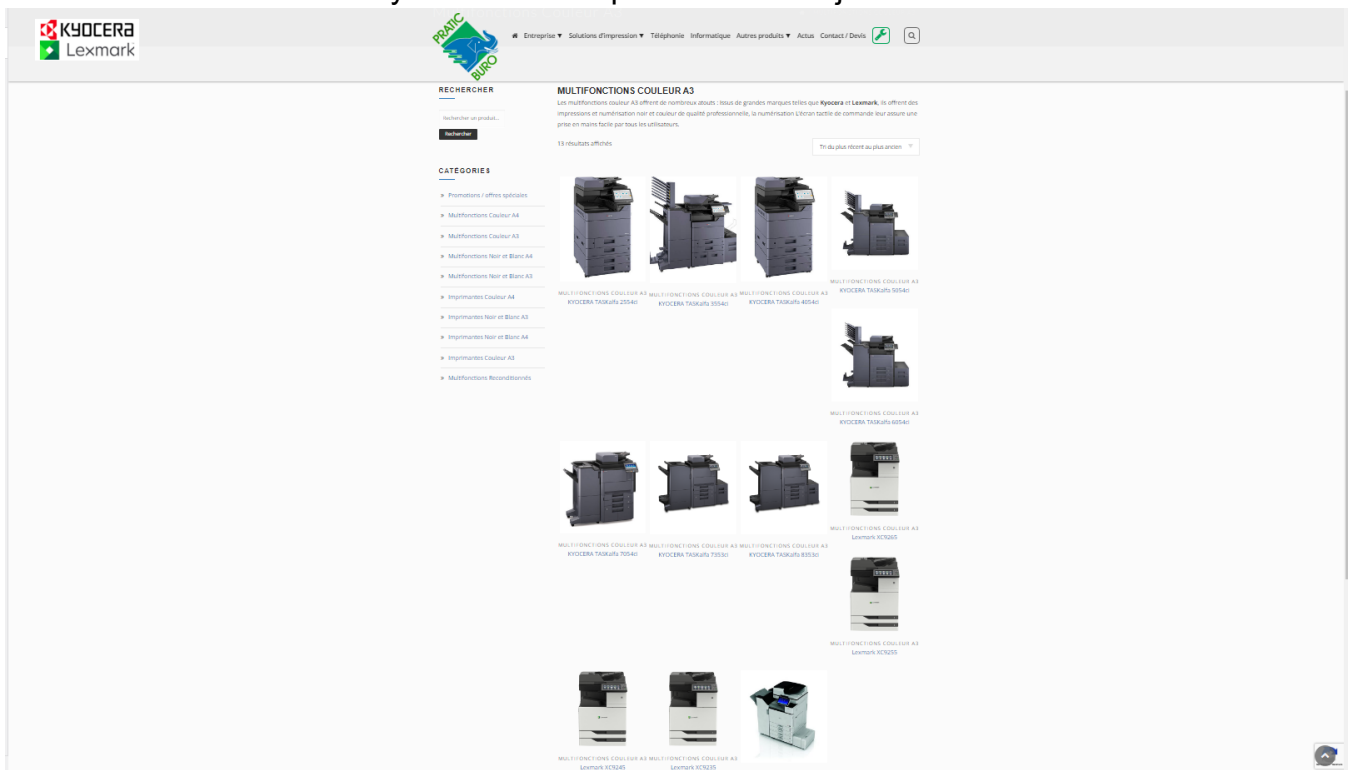 KYOCERA
Lexmark
PRATIC
BURO
Entreprise ▼ Solutions d'impression ▼ Téléphonie Informatique Autres produits ▼ Actus Contact / Devis
RECHERCHER
Rechercher un produit...
Rechercher
CATÉGORIES
» Promotions / offres spéciales
» Multifonctions Couleur A4
» Multifonctions Couleur A3
» Multifonctions Noir et Blanc A4
» Multifonctions Noir et Blanc A3
» Imprimantes Couleur A4
» Imprimantes Noir et Blanc A3
» Imprimantes Noir et Blanc A4
» Imprimantes Couleur A3
» Multifonctions Reconditionnés
MULTIFONCTIONS COULEUR A3
Les multifonctions couleur A3 offrent de nombreux atouts : Issus de grandes marques telles que Kyocera et Lexmark, ils offrent des
impressions et numérisation noir et couleur de qualité professionnelle, la numérisation L'écran tactile de commande leur assure une
prise en mains facile par tous les utilisateurs.
13 résultats affichés
Tri du plus récent au plus ancien
MULTIFONCTIONS COULEUR A3
KYOCERA TASKalfa 2554ci
MULTIFONCTIONS COULEUR A3
KYOCERA TASKalfa 3554ci
MULTIFONCTIONS COULEUR A3
KYOCERA TASKalfa 4054ci
MULTIFONCTIONS COULEUR A3
KYOCERA TASKalfa 5054ci
MULTIFONCTIONS COULEUR A3
KYOCERA TASKalfa 6054ci
MULTIFONCTIONS COULEUR A3
KYOCERA TASKalfa 7054ci
MULTIFONCTIONS COULEUR A3
KYOCERA TASKalfa 7353ci
MULTIFONCTIONS COULEUR A3
KYOCERA TASKalfa 8353ci
MULTIFONCTIONS COULEUR A3
Lexmark XC9265
MULTIFONCTIONS COULEUR A3
Lexmark XC9255
MULTIFONCTIONS COULEUR A3
Lexmark XC9245
MULTIFONCTIONS COULEUR A3
Lexmark XC9235